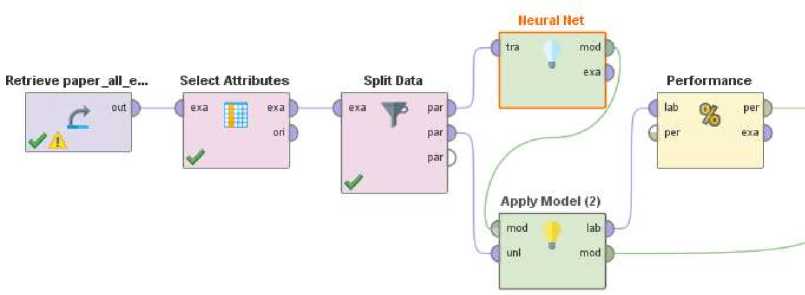 Neural Net
tra mod
exa
Retrieve paper_all_e...
out
Select Attributes
exa exa
ori
Split Data
exa par
par
par
Performance
lab per
per exa
%
Apply Model (2)
mod lab
unl mod